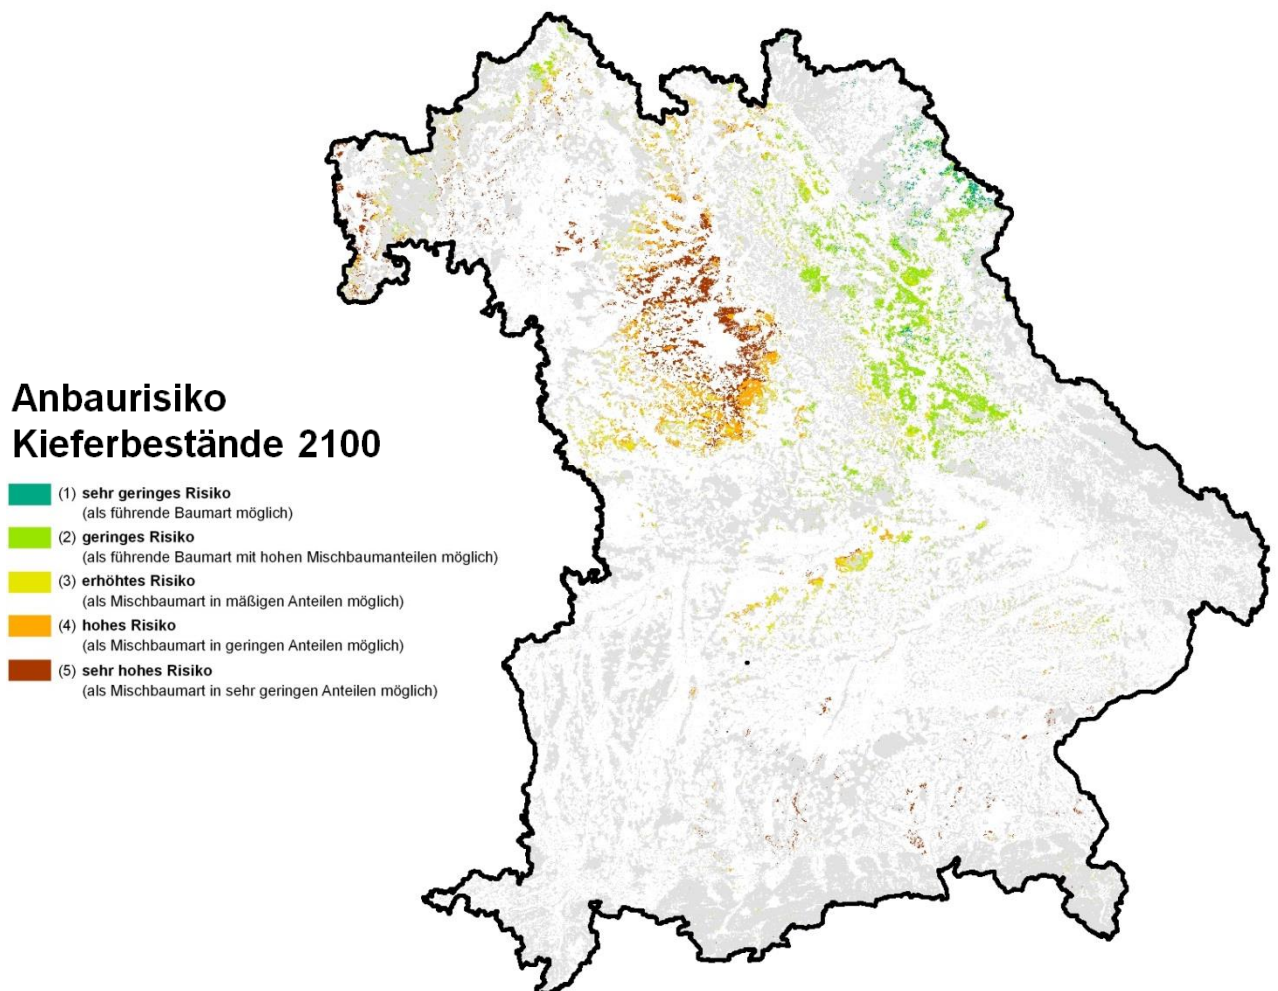 Anbaurisiko
Kieferbestände 2100
(1) sehr geringes Risiko
(als führende Baumart möglich)
(2) geringes Risiko
(als führende Baumart mit hohen Mischbaumanteilen möglich)
(3) erhöhtes Risiko
(als Mischbaumart in mäßigen Anteilen möglich)
(4) hohes Risiko
(als Mischbaumart in geringen Anteilen möglich)
(5) sehr hohes Risiko
(als Mischbaumart in sehr geringen Anteilen möglich)